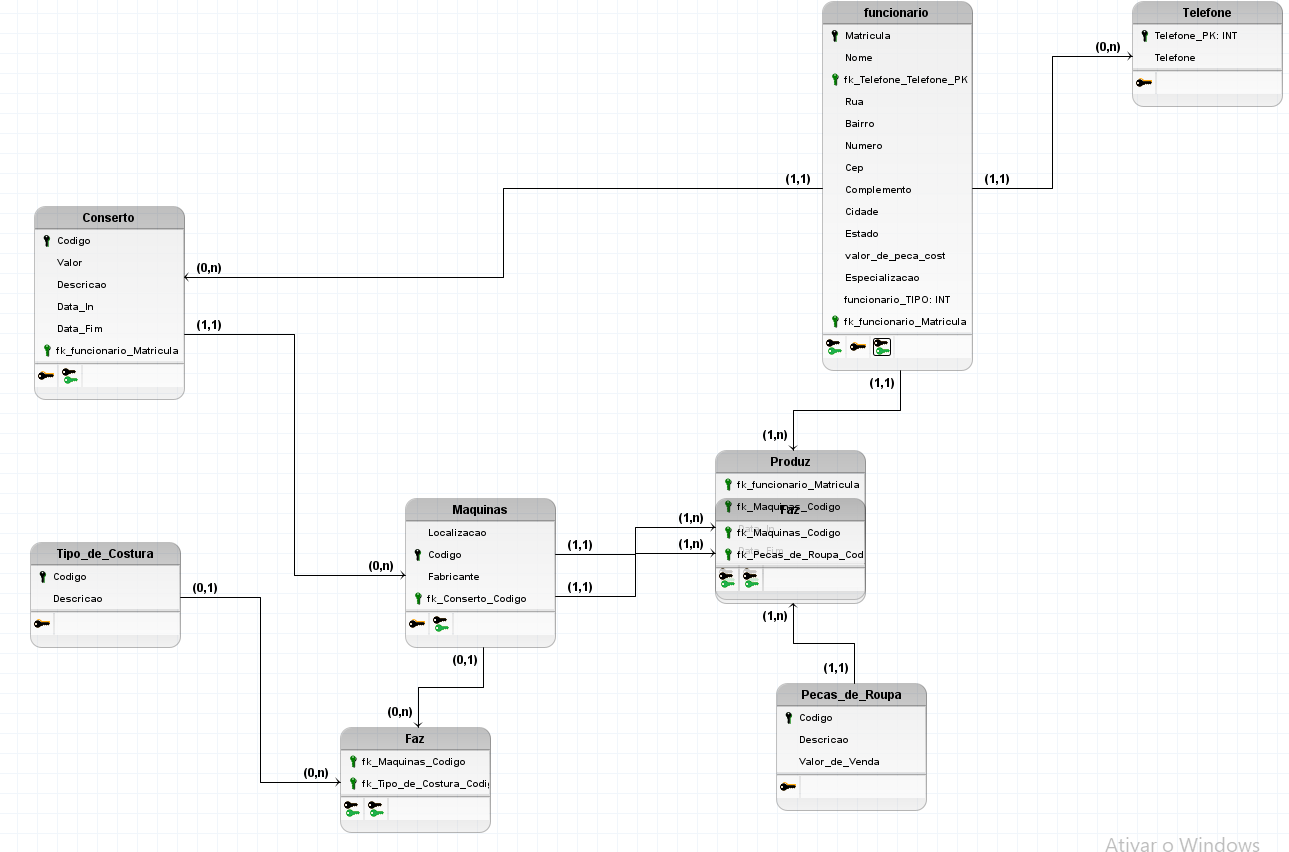 funcionario
Matricula
Nome
fk_Telefone_Telefone_PK
Rua
Bairro
Numero
Cep
Complemento
Cidade
Estado
valor_de_peca_cost
Especializacao
funcionario_TIPO: INT
fk_funcionario_Matricula
Telefone
Telefone_PK: INT
Telefone
(0,n)
(1,1)
(1,1)
(0,n)
Conserto
Codigo
Valor
Descricao
Data_In
Data_Fim
fk_funcionario_Matricula
(1,1)
(0,n)
(1,1)
(1,n)
Produz
fk_funcionario_Matricula
fk_Maquinas_Codigo
Data_In
Data_Fim
Faz
fk_Maquinas_Codigo
fk_Pecas_de_Roupa_Cod
Maquinas
Localizacao
Codigo
Fabricante
fk_Conserto_Codigo
(1,1)
(1,n)
(1,1)
(1,n)
Tipo_de_Costura
Codigo
Descricao
(0,1)
(0,n)
(0,1)
(0,n)
Faz
fk_Maquinas_Codigo
fk_Tipo_de_Costura_Codi
(1,n)
(1,1)
Pecas_de_Roupa
Codigo
Descricao
Valor_de_Venda
Ativar o Windows